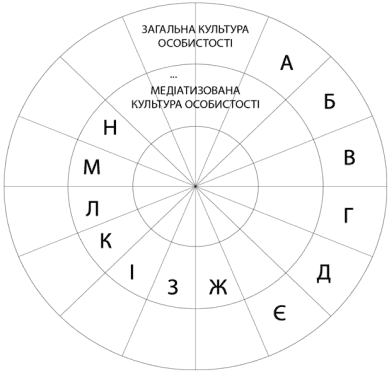 ЗАГАЛЬНА КУЛЬТУРА
ОСОБИСТОСТІ
...
МЕДІАТИЗОВАНА
КУЛЬТУРА ОСОБИСТОСТІ
А
Б
В
Г
Д
Є
Ж
З
І
К
Л
М
Н